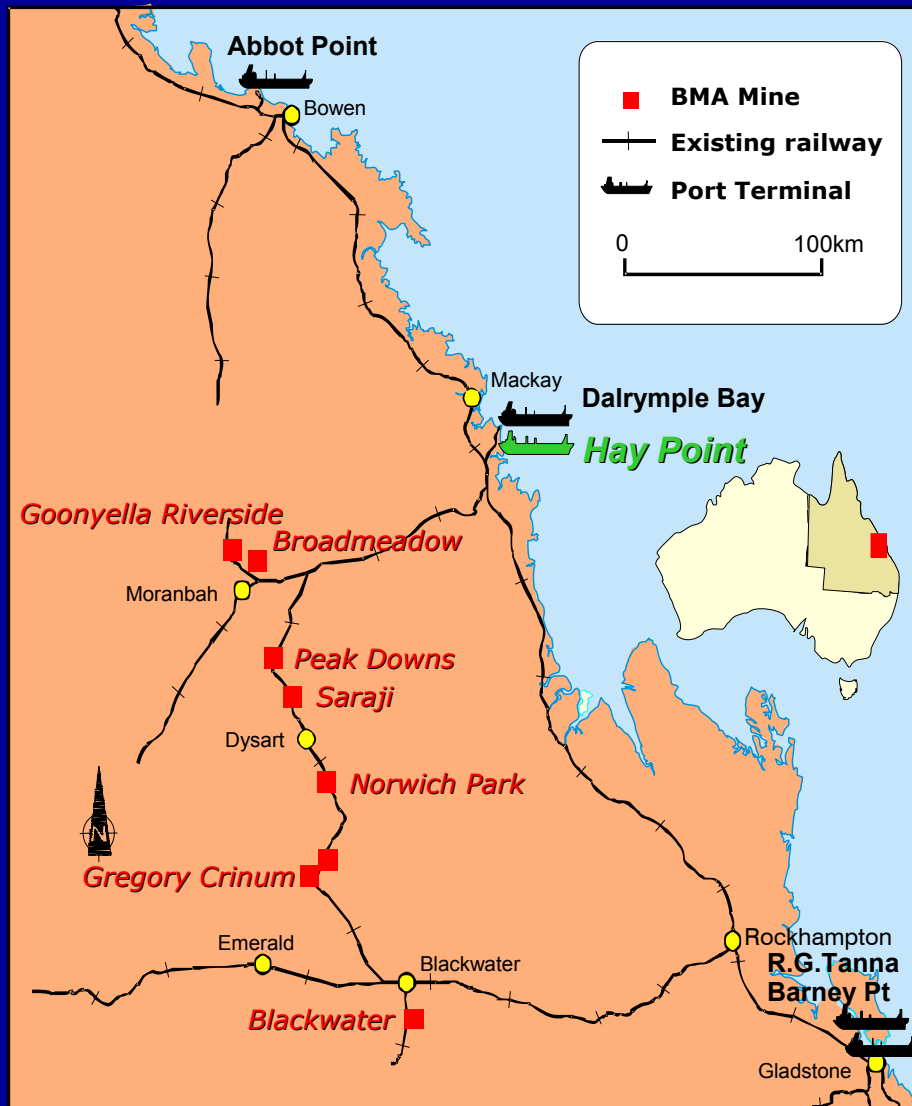 Abbot Point
Bowen
BMA Mine
Existing railway
Port Terminal
0 100km
Mackay
Dalrymple Bay
Hay Point
Goonyella Riverside
Broadmeadow
Moranbah
Peak Downs
Saraji
Dysart
Norwich Park
N
Gregory Crinum
Emerald
Blackwater
Rockhampton
R.G.Tanna
Barney Pt
Blackwater
Gladstone